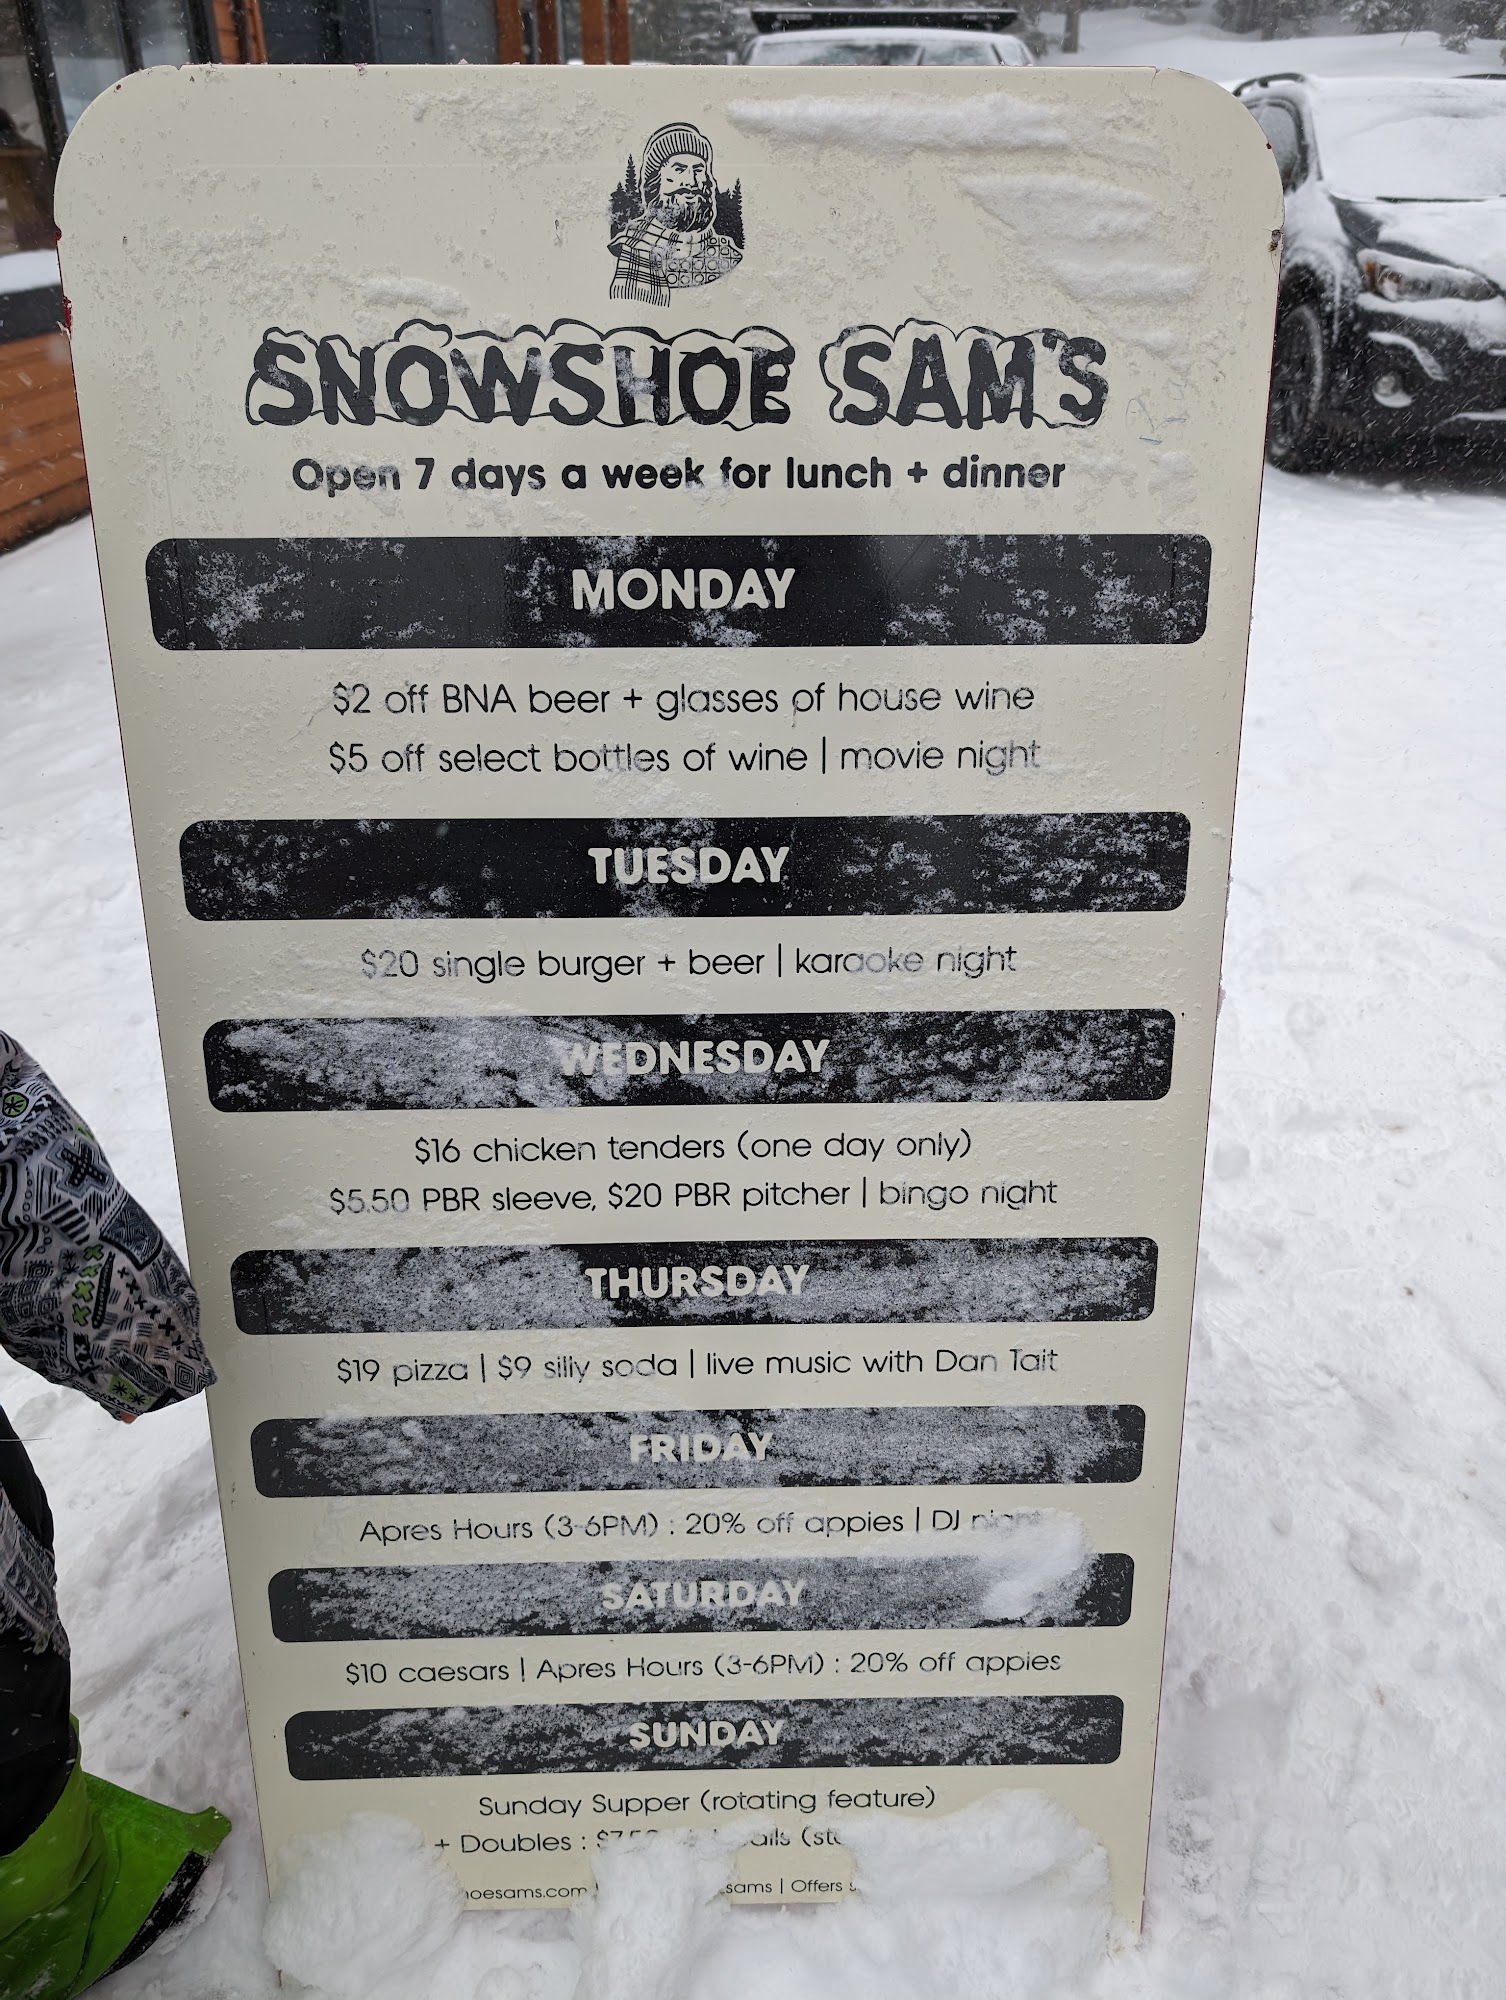 SNOWSHOE SAM'S
Open 7 days a week for lunch + dinner
MONDAY
$2 off BNA beer + glasses of house wine
$5 off select bottles of wine | movie night
TUESDAY
$20 single burger + beer | karaoke night
WEDNESDAY
$16 chicken tenders (one day only)
$5.50 PBR sleeve, $20 PBR pitcher | bingo night
THURSDAY
$19 pizza | $9 silly soda | live music with Dan Tait
FRIDAY
Apres Hours (3-6PM) : 20% off appies | DJ night
SATURDAY
$10 caesars | Apres Hours (3-6PM) : 20% off appies
SUNDAY
Sunday Supper (rotating feature)
+ Doubles :
hoesams.com sams | Offers